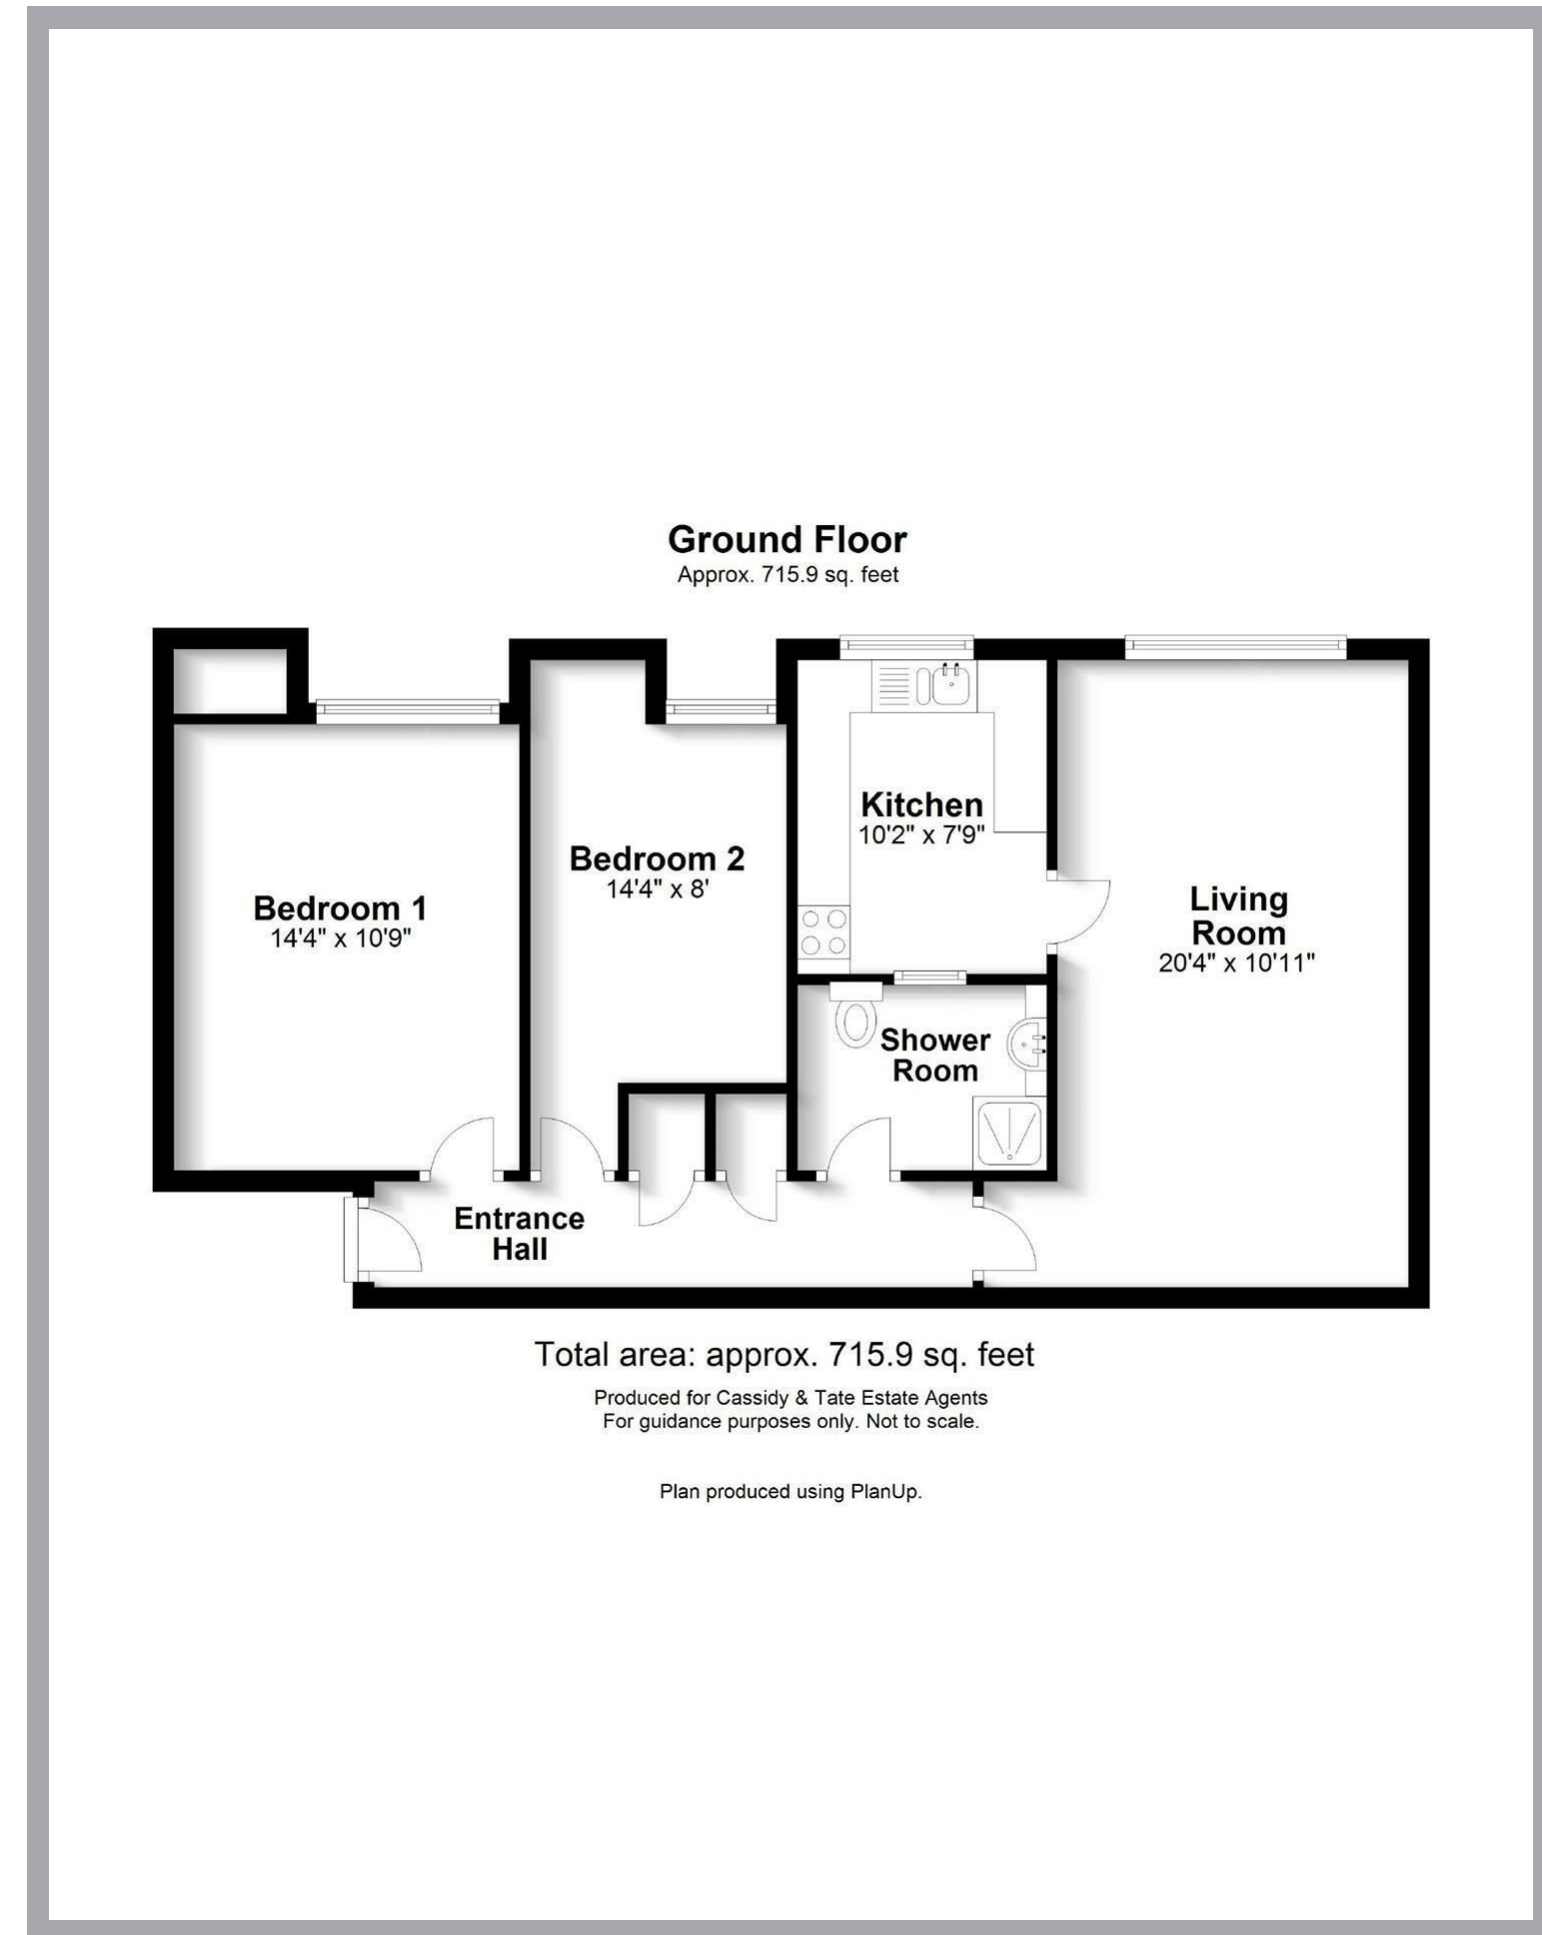 Ground Floor
Approx. 715.9 sq. feet
Kitchen
10'2" x 7'9"
Bedroom 2
14'4" x 8'
Bedroom 1
14'4" x 10'9"
Living
Room
20'4" x 10'11"
Shower
Room
Entrance
Hall
Total area: approx. 715.9 sq. feet
Produced for Cassidy & Tate Estate Agents
For guidance purposes only. Not to scale.
Plan produced using PlanUp.